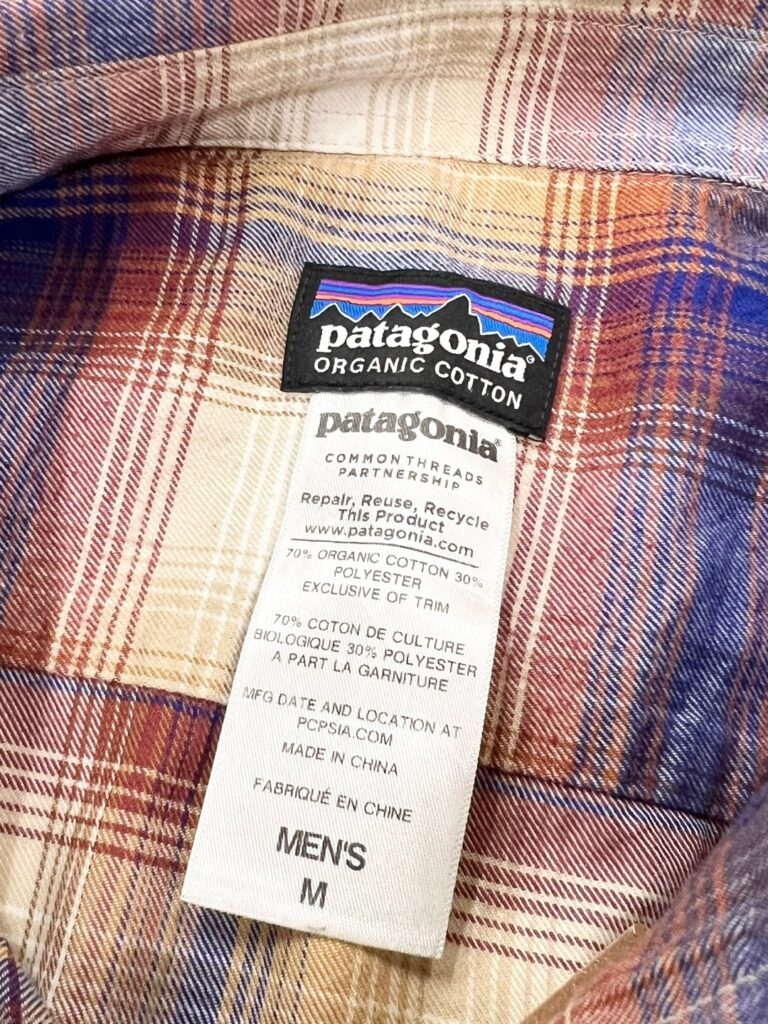 patagonia®
ORGANIC COTTON
patagonia®
COMMON THREADS
PARTNERSHIP
Repair, Reuse, Recycle
This Product
www.patagonia.com
70% ORGANIC COTTON 30%
POLYESTER
EXCLUSIVE OF TRIM
70% COTON DE CULTURE
BIOLOGIQUE 30% POLYESTER
A PART LA GARNITURE
MFG DATE AND LOCATION AT
PCPSIA.COM
MADE IN CHINA
FABRIQUÉ EN CHINE
MEN'S
M